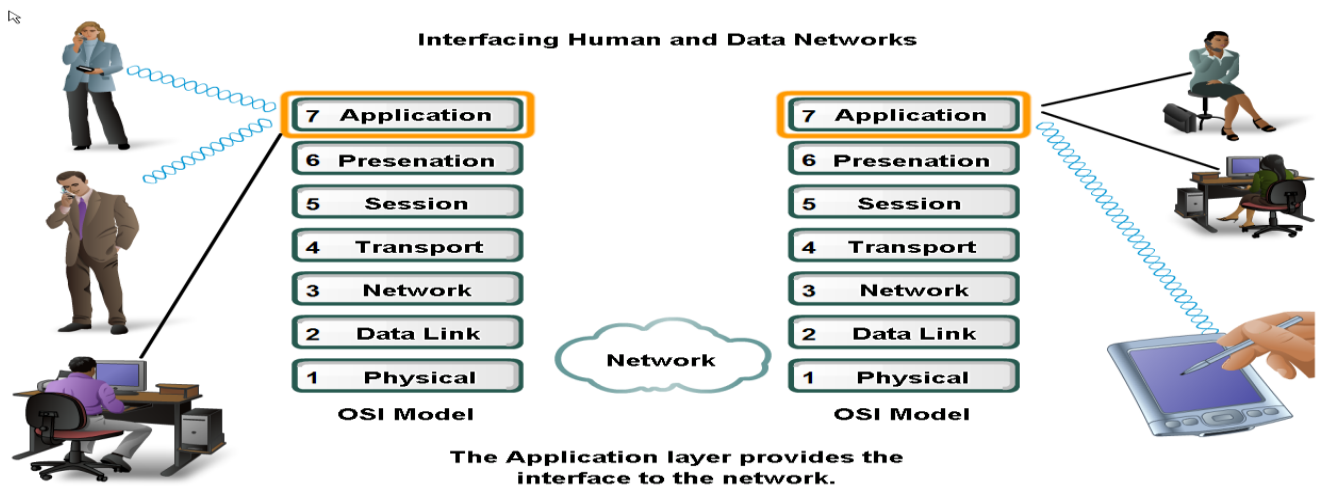 Interfacing Human and Data Networks
7 Application
6 Presenation
5 Session
4 Transport
3 Network
2 Data Link
1 Physical
OSI Model
Network
7 Application
6 Presenation
5 Session
4 Transport
3 Network
2 Data Link
1 Physical
OSI Model
The Application layer provides the
interface to the network.